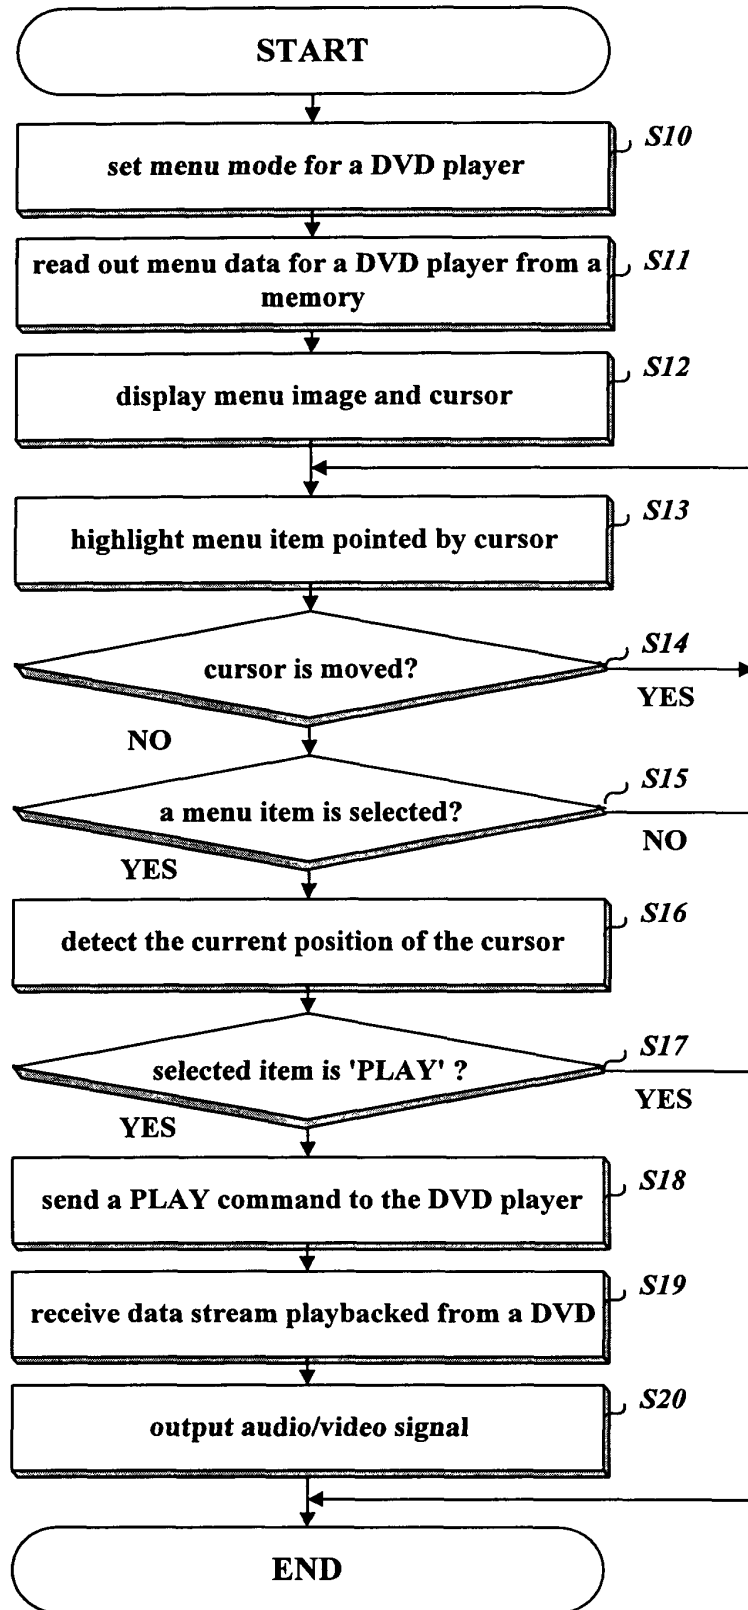 START
S10
set menu mode for a DVD player
S11
read out menu data for a DVD player from a
memory
S12
display menu image and cursor
S13
highlight menu item pointed by cursor
S14
cursor is moved?
YES
NO
S15
a menu item is selected?
NO
YES
S16
detect the current position of the cursor
S17
selected item is 'PLAY' ?
YES
YES
S18
send a PLAY command to the DVD player
S19
receive data stream playbacked from a DVD
S20
output audio/video signal
END